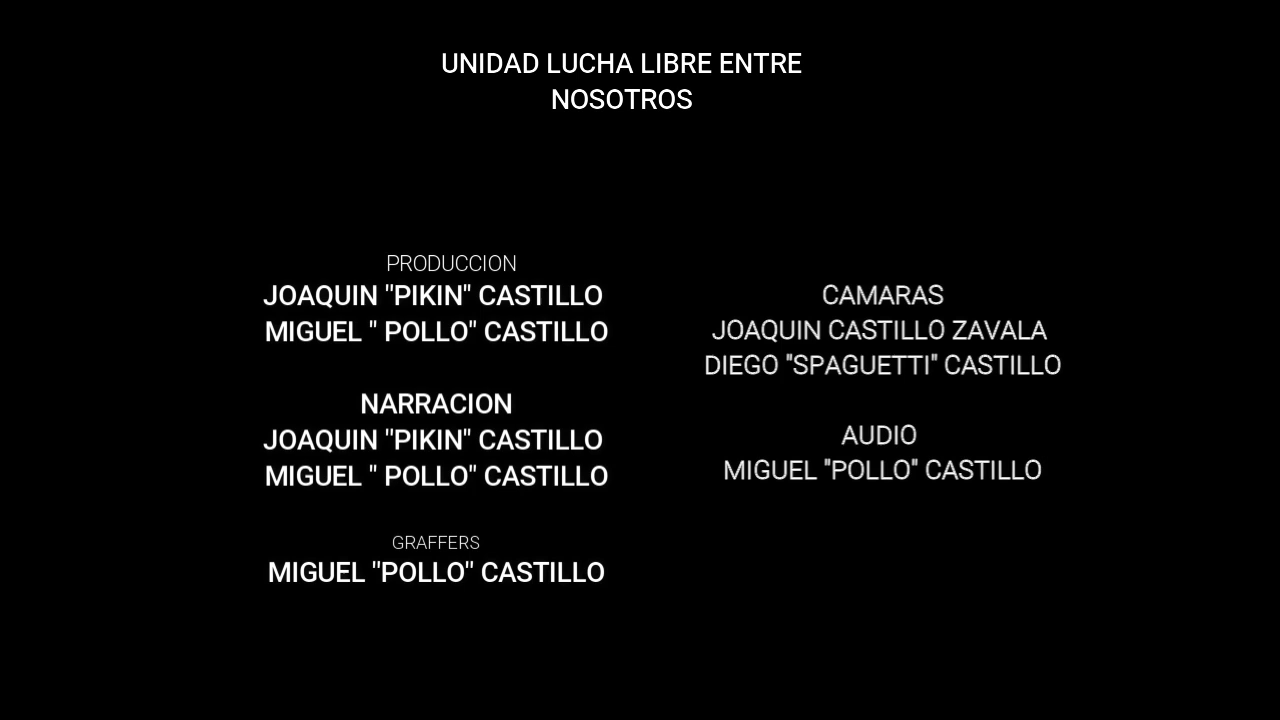 UNIDAD LUCHA LIBRE ENTRE
NOSOTROS
PRODUCCION
JOAQUIN "PIKIN" CASTILLO
MIGUEL " POLLO" CASTILLO
NARRACION
JOAQUIN "PIKIN" CASTILLO
MIGUEL " POLLO" CASTILLO
GRAFFERS
MIGUEL "POLLO" CASTILLO
CAMARAS
JOAQUIN CASTILLO ZAVALA
DIEGO "SPAGUETTI" CASTILLO
AUDIO
MIGUEL "POLLO" CASTILLO